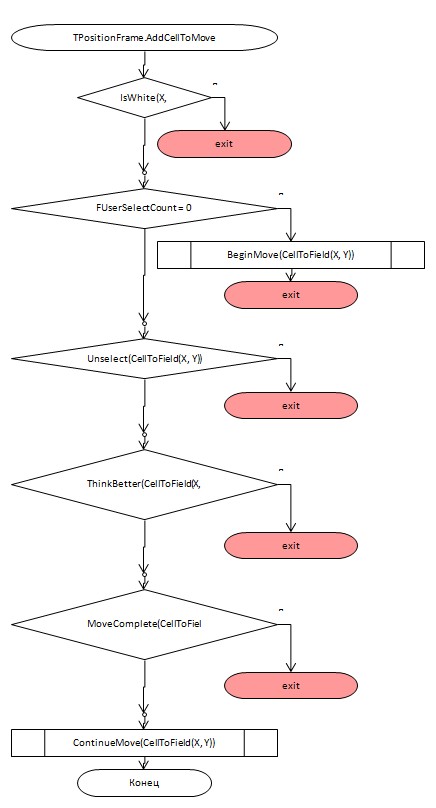 TPositionFrame.AddCellToMove
IsWhite(X,
exit
FUserSelectCount = 0
BeginMove(CellToField(X, Y))
exit
Unselect(CellToField(X, Y))
exit
ThinkBetter(CellToField(X,
exit
MoveComplete(CellToFiel
exit
ContinueMove(CellToField(X, Y))
Конец